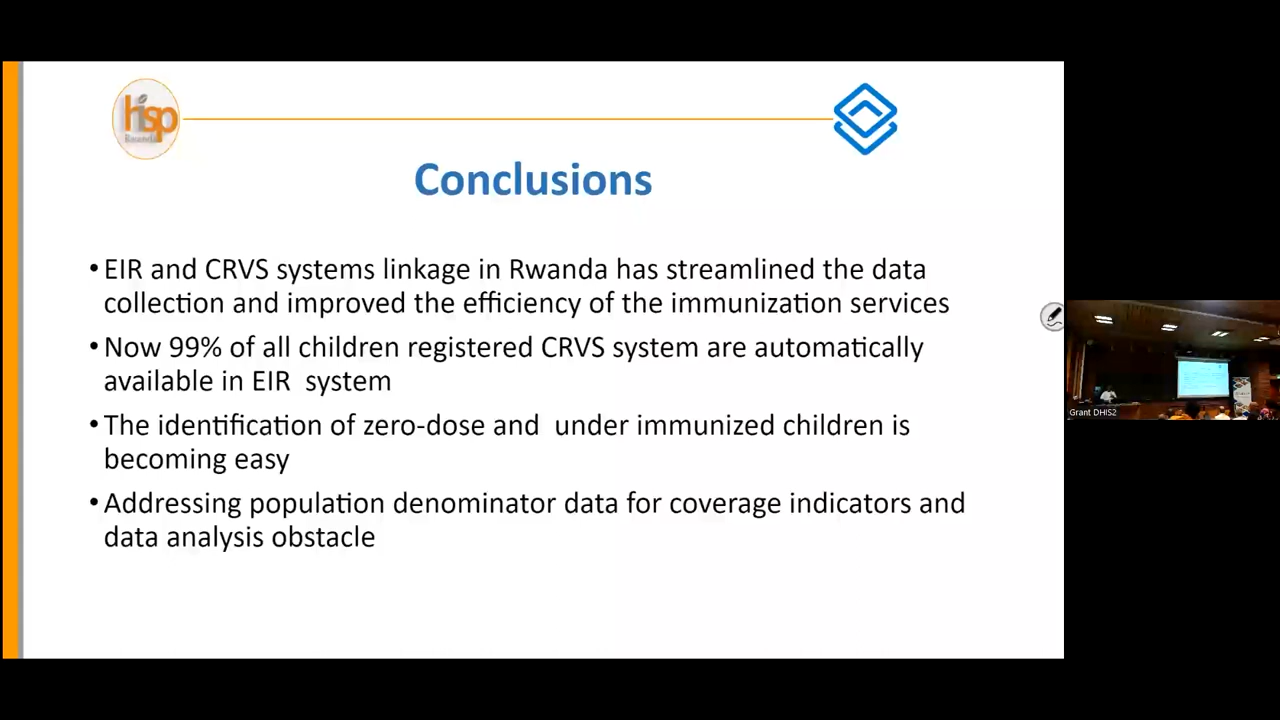 hisp
Rwanda
Conclusions
• EIR and CRVS systems linkage in Rwanda has streamlined the data
collection and improved the efficiency of the immunization services
• Now 99% of all children registered CRVS system are automatically
available in EIR  system
• The identification of zero-dose and  under immunized children is
becoming easy
• Addressing population denominator data for coverage indicators and
data analysis obstacle
Grant DHIS2